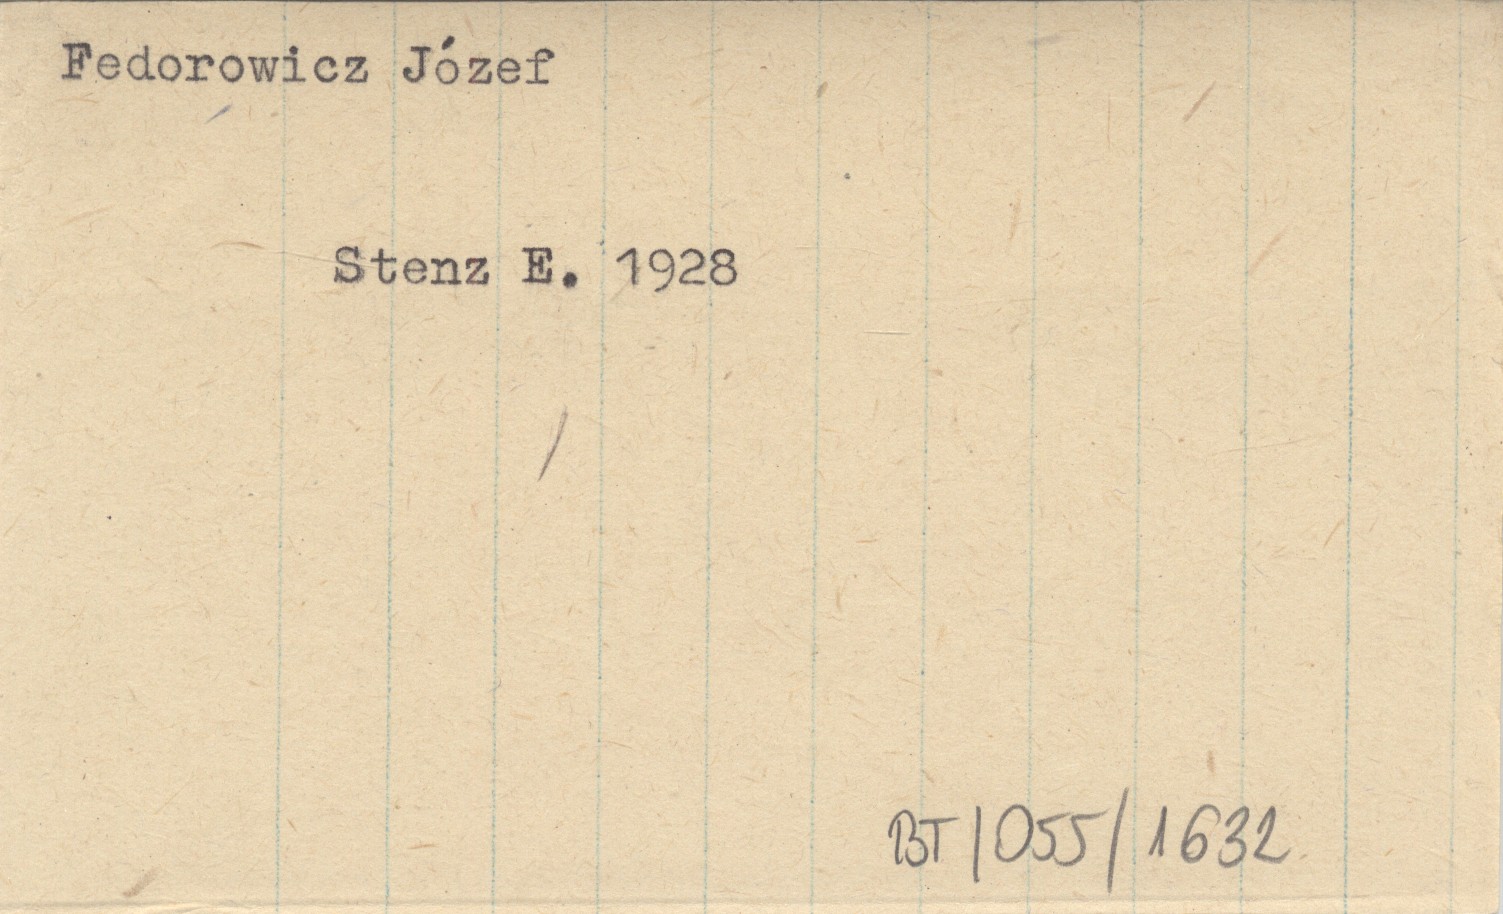 Fedorowicz Józef
Stenz E. 1928
BT/055/1632